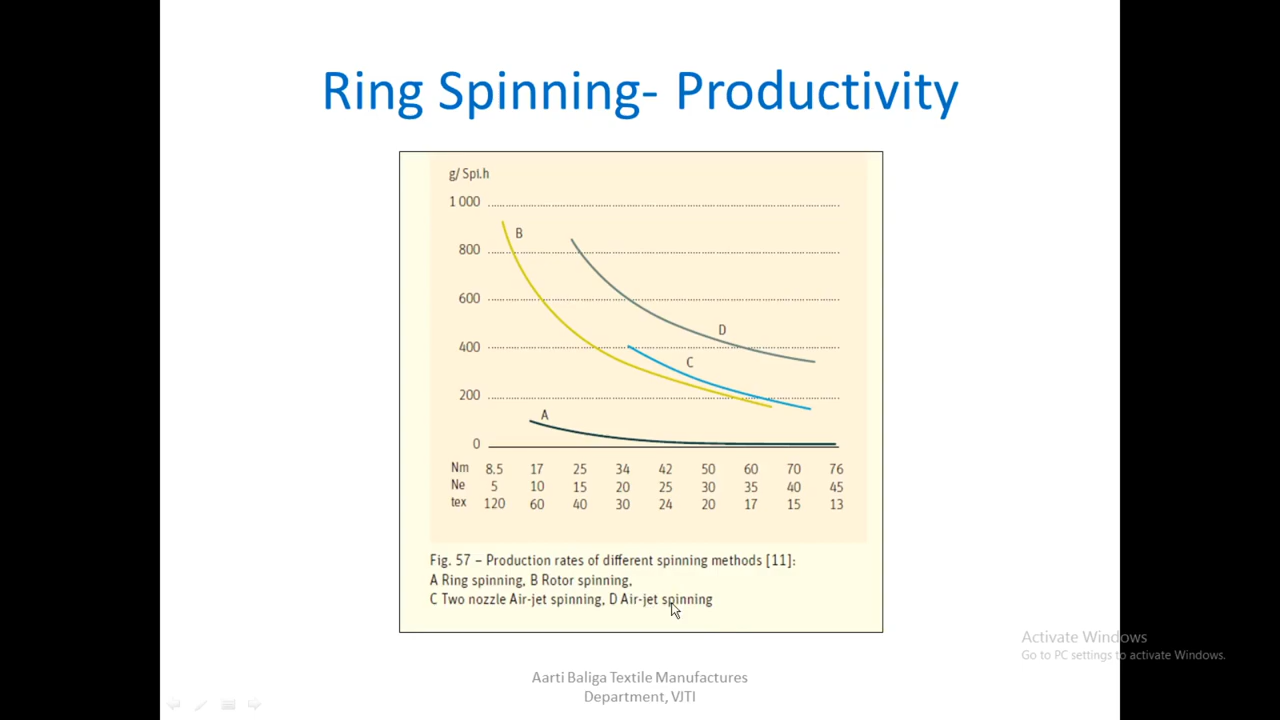 Ring Spinning- Productivity
g/ Spi.h
1 000
B
800
D
600
400
C
200
A
0
Nm 8.5 17 25 34 42 50 60 70 76
Ne 5 10 15 20 25 30 35 40 45
tex 120 60 40 30 24 20 17 15 13
Fig. 57 – Production rates of different spinning methods [11]:
A Ring spinning, B Rotor spinning,
C Two nozzle Air-jet spinning, D Air-jet spinning
Activate Windows
Go to PC settings to activate Windows.
Aarti Baliga Textile Manufactures
Department, VJTI